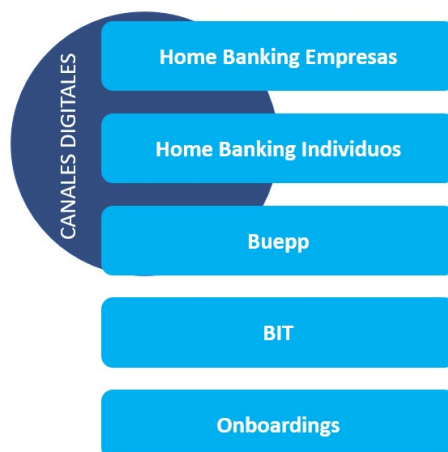 CANALES DIGITALES
Home Banking Empresas
Home Banking Individuos
Buepp
BIT
Onboardings